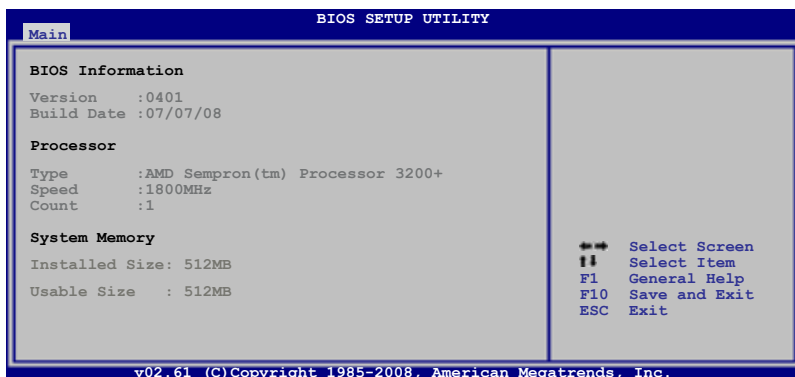 BIOS SETUP UTILITY
Main
BIOS Information
Version :0401
Build Date :07/07/08
Processor
Type :AMD Sempron(tm) Processor 3200+
Speed :1800MHz
Count :1
System Memory
Installed Size: 512MB
Usable Size : 512MB
←→ Select Screen
↑↓ Select Item
F1 General Help
F10 Save and Exit
ESC Exit
v02.61 (C)Copyright 1985-2008, American Megatrends, Inc.